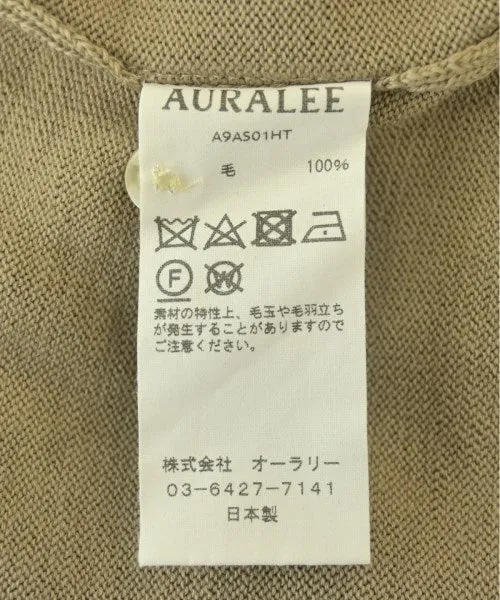 AURALEE
A9AS01HT
毛 100%
F
W
素材の特性上、毛玉や毛羽立ち
が発生することがありますので
ご注意ください。
株式会社 オーラリー
03-6427-7141
日本製